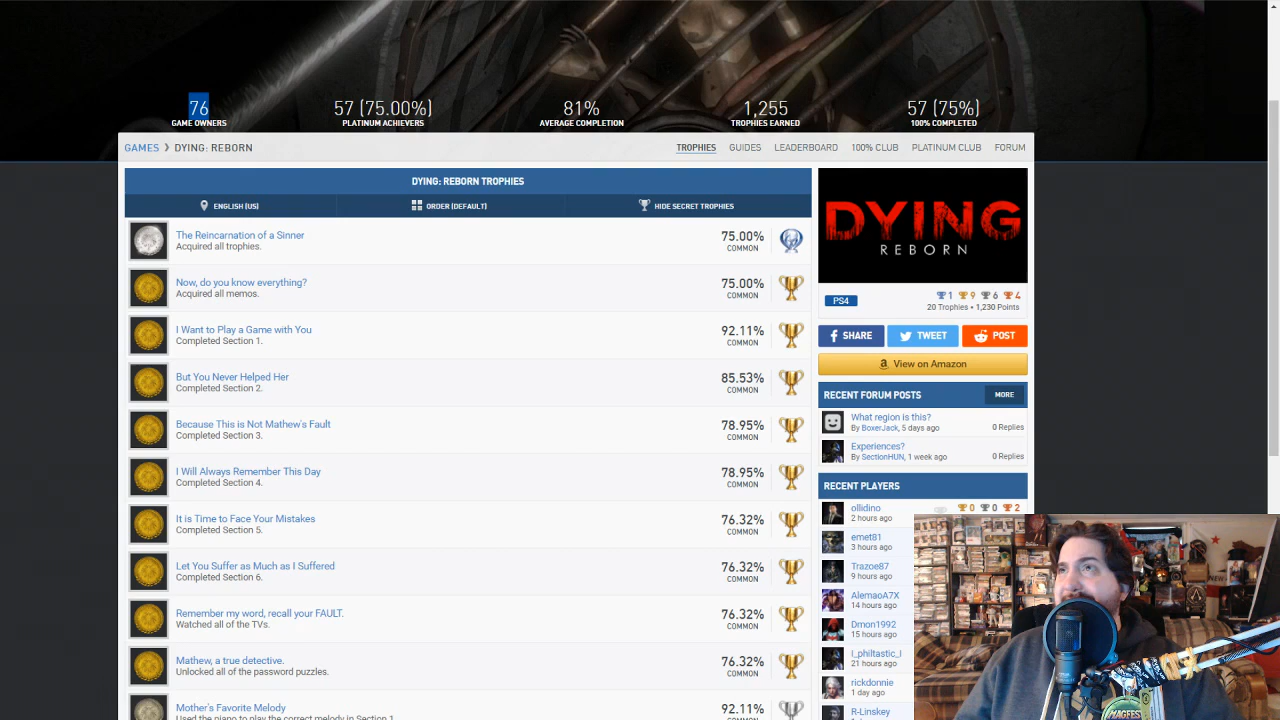 76
GAME OWNERS
57 (75.00%)
PLATINUM ACHIEVERS
81%
AVERAGE COMPLETION
1,255
TROPHIES EARNED
57 (75%)
100% COMPLETED
GAMES > DYING: REBORN
TROPHIES GUIDES LEADERBOARD 100% CLUB PLATINUM CLUB FORUM
DYING: REBORN TROPHIES
ENGLISH (US) ORDER (DEFAULT) HIDE SECRET TROPHIES
The Reincarnation of a Sinner
Acquired all trophies.
75.00%
COMMON
Now, do you know everything?
Acquired all memos.
75.00%
COMMON
I Want to Play a Game with You
Completed Section 1.
92.11%
COMMON
But You Never Helped Her
Completed Section 2.
85.53%
COMMON
Because This is Not Mathew's Fault
Completed Section 3.
78.95%
COMMON
I Will Always Remember This Day
Completed Section 4.
78.95%
COMMON
It is Time to Face Your Mistakes
Completed Section 5.
76.32%
COMMON
Let You Suffer as Much as I Suffered
Completed Section 6.
76.32%
COMMON
Remember my word, recall your FAULT.
Watched all of the TVs.
76.32%
COMMON
Mathew, a true detective.
Unlocked all of the password puzzles.
76.32%
COMMON
Mother's Favorite Melody
Used the piano to play the correct melody in Section 1.
92.11%
DYING
REBORN
PS4
1 9 6 4
20 Trophies • 1,230 Points
SHARE TWEET POST
a View on Amazon
RECENT FORUM POSTS MORE
What region is this?
By BoxerJack, 5 days ago 0 Replies
Experiences?
By SectionHUN, 1 week ago 0 Replies
RECENT PLAYERS
ollidino
2 hours ago
0 0 2
emet81
3 hours ago
Trazoe87
9 hours ago
AlemaoA7X
14 hours ago
Dmon1992
15 hours ago
I_philtastic_I
21 hours ago
rickdonnie
1 day ago
R-Linskey